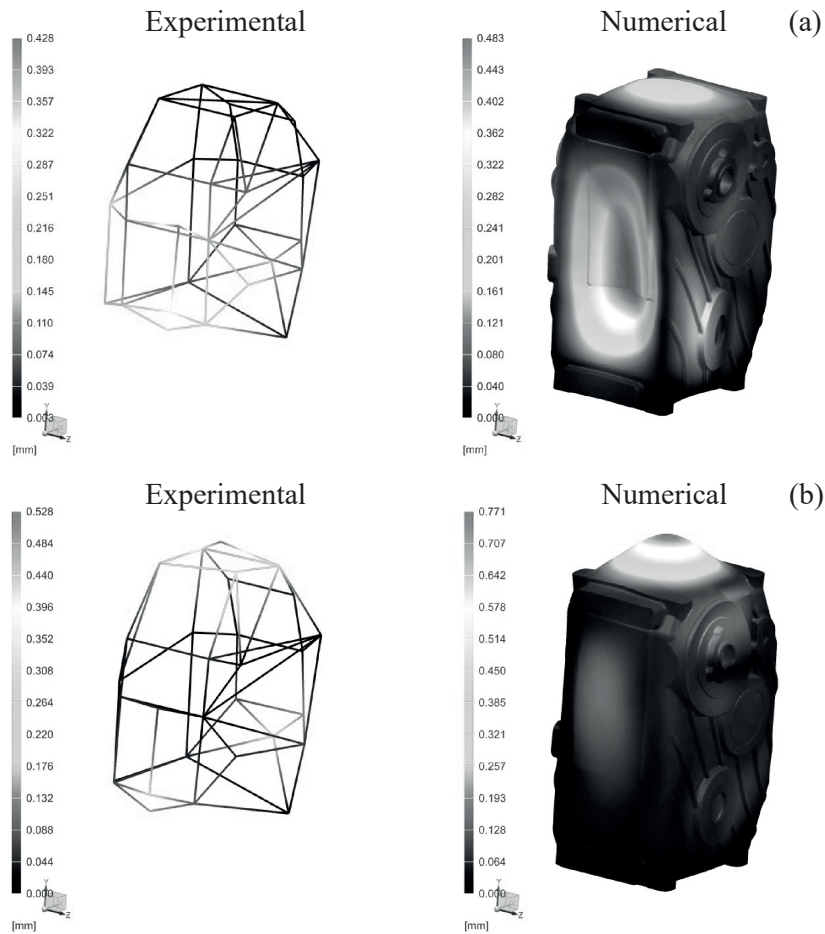 Experimental
Numerical
(a)
0.428
0.393
0.357
0.322
0.287
0.251
0.216
0.180
0.145
0.110
0.074
0.039
0.003
[mm]
Y
Z
0.483
0.443
0.402
0.362
0.322
0.282
0.241
0.201
0.161
0.121
0.080
0.040
0.000
[mm]
Y
Z
Experimental
Numerical
(b)
0.528
0.484
0.440
0.396
0.352
0.308
0.264
0.220
0.176
0.132
0.088
0.044
0.000
[mm]
Y
Z
0.771
0.707
0.642
0.578
0.514
0.450
0.385
0.321
0.257
0.193
0.128
0.064
0.000
[mm]
Y
Z